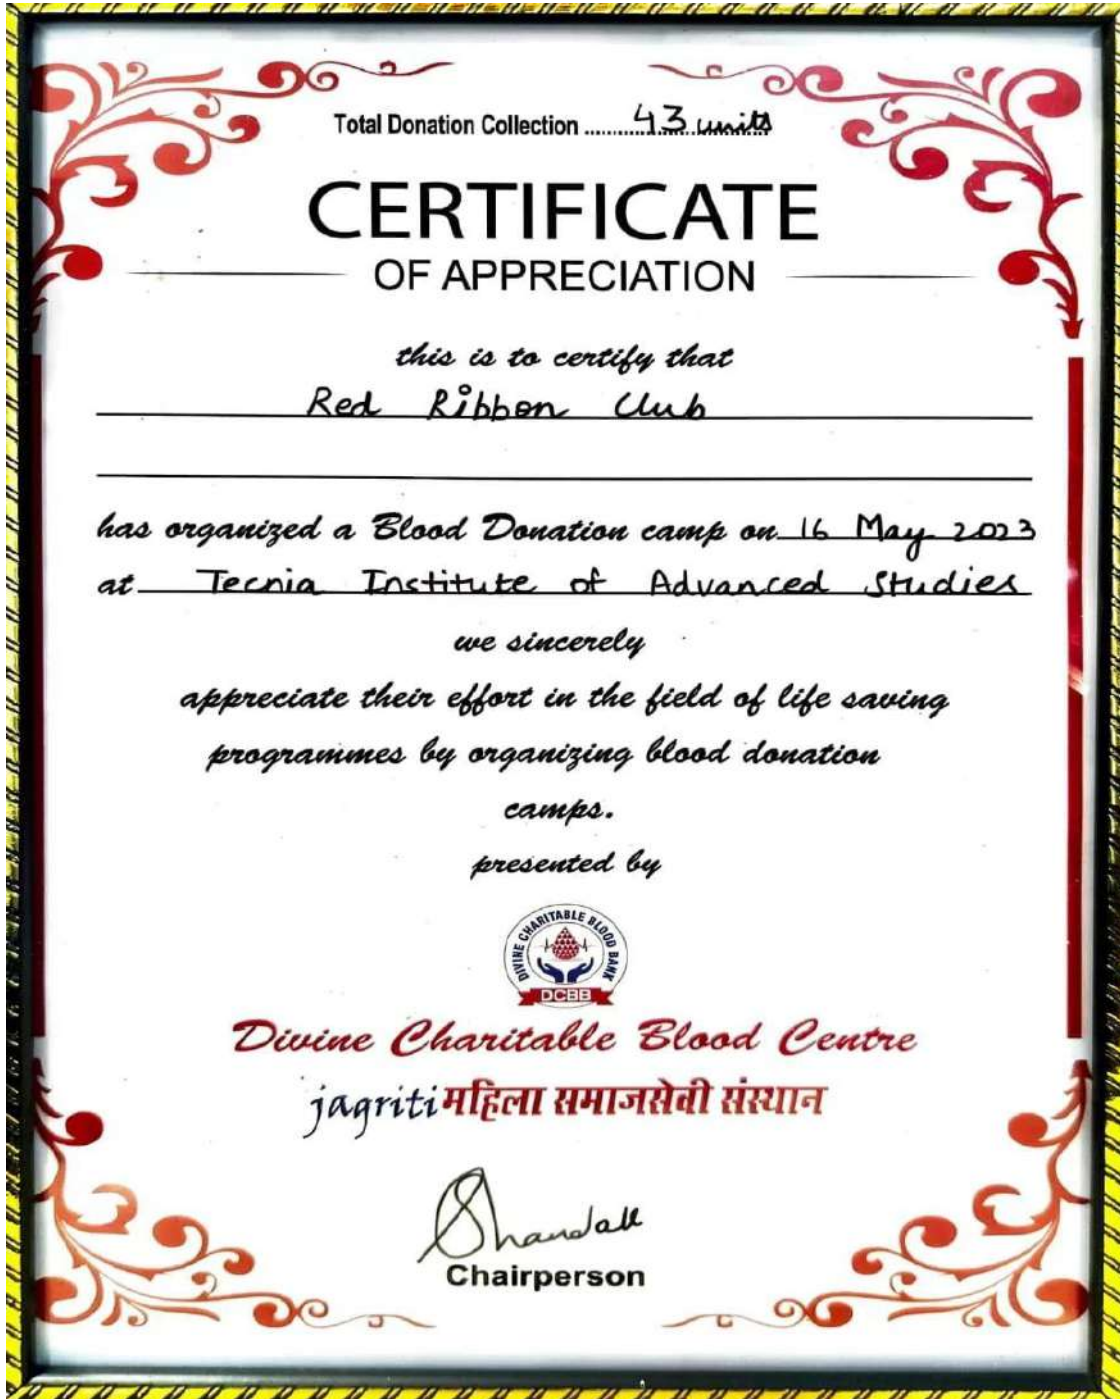 Total Donation Collection ............43 units
CERTIFICATE
OF APPRECIATION
this is to certify that
Red Ribbon Club
has organized a Blood Donation camp on 16 May 2023
at Tecnia Institute of Advanced Studies
we sincerely
appreciate their effort in the field of life saving
programmes by organizing blood donation
camps.
presented by
DIVINE CHARITABLE BLOOD BANK
DCBB
Divine Charitable Blood Centre
jagriti महिला समाजसेवी संस्थान
Chairperson